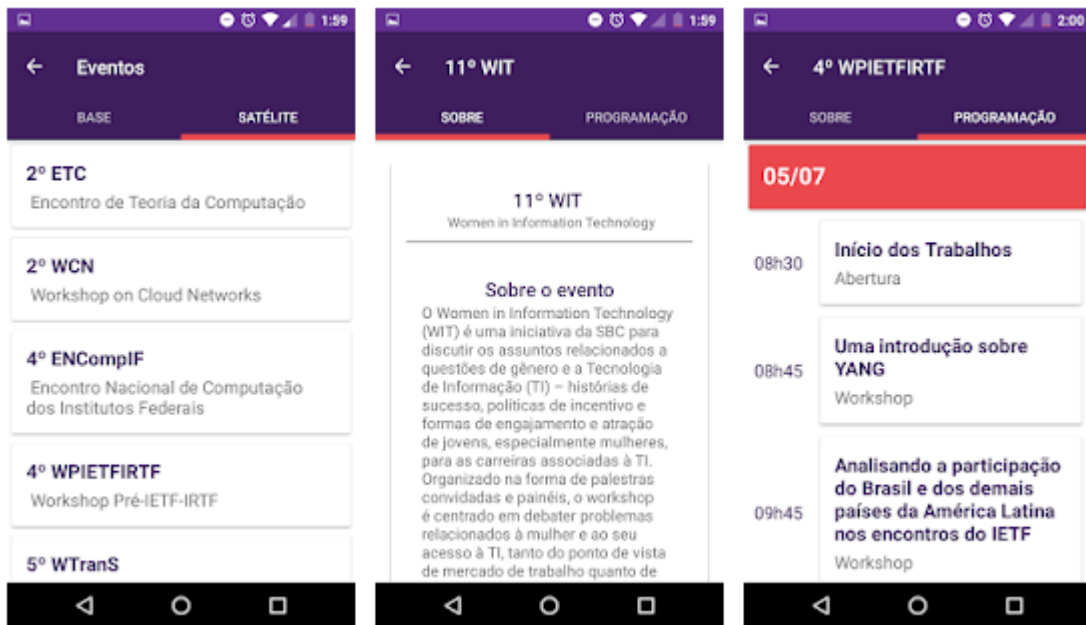 1:59
Eventos
BASE
SATÉLITE
2º ETC
Encontro de Teoria da Computação
2º WCN
Workshop on Cloud Networks
4º ENCompIF
Encontro Nacional de Computação
dos Institutos Federais
4º WPIETFIRTF
Workshop Pré-IETF-IRTF
5º WTranS
1:59
11º WIT
SOBRE
PROGRAMAÇÃO
11º WIT
Women in Information Technology
Sobre o evento
O Women in Information Technology
(WIT) é uma iniciativa da SBC para
discutir os assuntos relacionados a
questões de gênero e a Tecnologia
de Informação (TI) – histórias de
sucesso, políticas de incentivo e
formas de engajamento e atração
de jovens, especialmente mulheres,
para as carreiras associadas à TI.
Organizado na forma de palestras
convidadas e painéis, o workshop
é centrado em debater problemas
relacionados à mulher e ao seu
acesso à TI, tanto do ponto de vista
de mercado de trabalho quanto de
2:00
4º WPIETFIRTF
SOBRE
PROGRAMAÇÃO
05/07
08h30
Início dos Trabalhos
Abertura
08h45
Uma introdução sobre
YANG
Workshop
09h45
Analisando a participação
do Brasil e dos demais
países da América Latina
nos encontros do IETF
Workshop